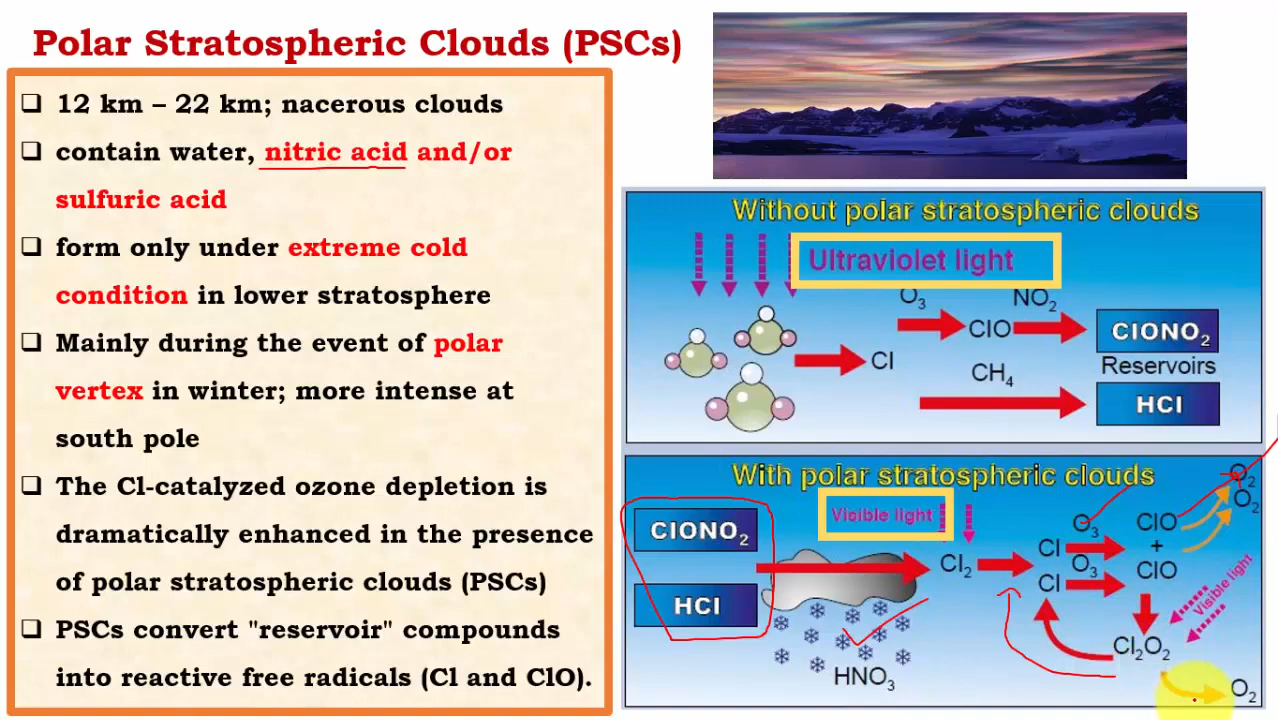 Polar Stratospheric Clouds (PSCs)
❑ 12 km – 22 km; nacerous clouds
❑ contain water, nitric acid and/or
sulfuric acid
❑ form only under extreme cold
condition in lower stratosphere
❑ Mainly during the event of polar
vertex in winter; more intense at
south pole
❑ The Cl-catalyzed ozone depletion is
dramatically enhanced in the presence
of polar stratospheric clouds (PSCs)
❑ PSCs convert "reservoir" compounds
into reactive free radicals (Cl and ClO).
Without polar stratospheric clouds
Ultraviolet light
O₃ NO₂
Cl ClO ClONO₂
Reservoirs
CH₄
HCl
With polar stratospheric clouds
ClONO₂ Visible light
HCl
HNO₃
Cl₂
O₃
Cl
O₃
Cl
ClO
+
ClO
O₂
O₂
Visible light
Cl₂O₂
O₂